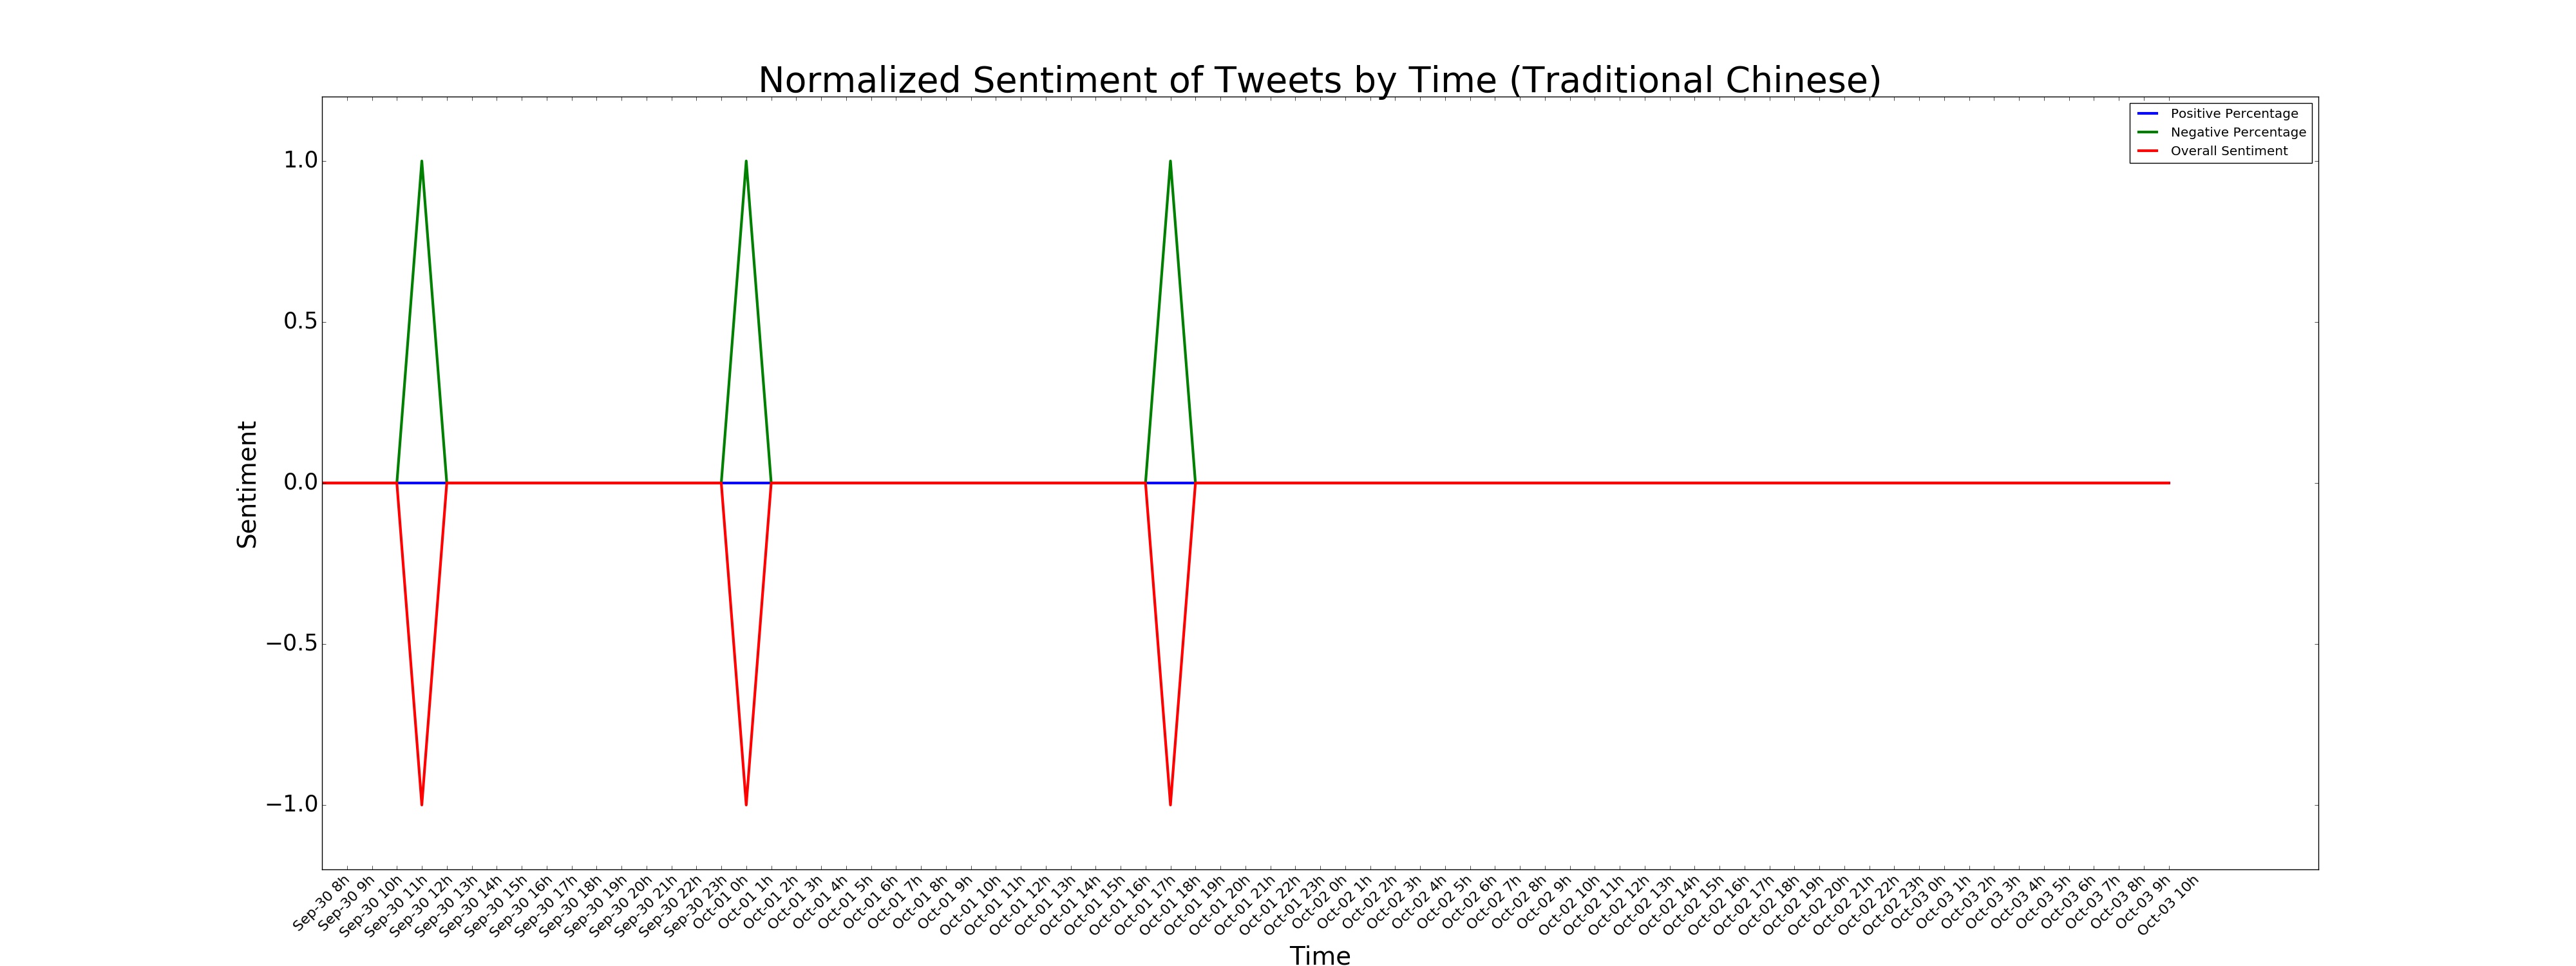 Normalized Sentiment of Tweets by Time (Traditional Chinese)
Positive Percentage
Negative Percentage
Overall Sentiment
1.0
0.5
0.0
−0.5
−1.0
Sentiment
Sep-30 8h
Sep-30 9h
Sep-30 10h
Sep-30 11h
Sep-30 12h
Sep-30 13h
Sep-30 14h
Sep-30 15h
Sep-30 16h
Sep-30 17h
Sep-30 18h
Sep-30 19h
Sep-30 20h
Sep-30 21h
Sep-30 22h
Sep-30 23h
Oct-01 0h
Oct-01 1h
Oct-01 2h
Oct-01 3h
Oct-01 4h
Oct-01 5h
Oct-01 6h
Oct-01 7h
Oct-01 8h
Oct-01 9h
Oct-01 10h
Oct-01 11h
Oct-01 12h
Oct-01 13h
Oct-01 14h
Oct-01 15h
Oct-01 16h
Oct-01 17h
Oct-01 18h
Oct-01 19h
Oct-01 20h
Oct-01 21h
Oct-01 22h
Oct-01 23h
Oct-02 0h
Oct-02 1h
Oct-02 2h
Oct-02 3h
Oct-02 4h
Oct-02 5h
Oct-02 6h
Oct-02 7h
Oct-02 8h
Oct-02 9h
Oct-02 10h
Oct-02 11h
Oct-02 12h
Oct-02 13h
Oct-02 14h
Oct-02 15h
Oct-02 16h
Oct-02 17h
Oct-02 18h
Oct-02 19h
Oct-02 20h
Oct-02 21h
Oct-02 22h
Oct-02 23h
Oct-03 0h
Oct-03 1h
Oct-03 2h
Oct-03 3h
Oct-03 4h
Oct-03 5h
Oct-03 6h
Oct-03 7h
Oct-03 8h
Oct-03 9h
Oct-03 10h
Time